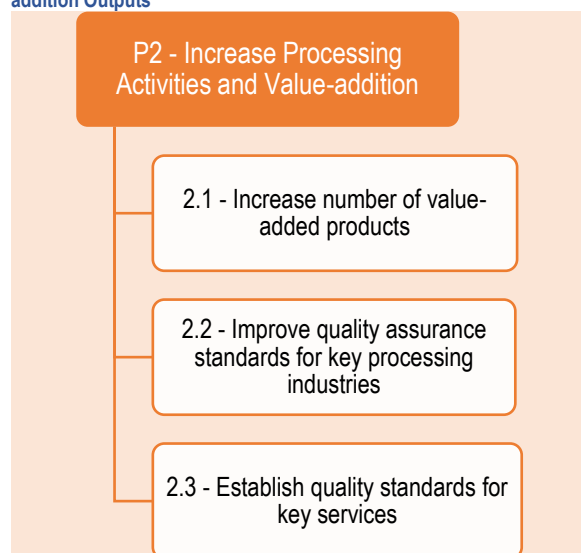 addition Outputs
P2 - Increase Processing
Activities and Value-addition
2.1 - Increase number of value-
added products
2.2 - Improve quality assurance
standards for key processing
industries
2.3 - Establish quality standards for
key services